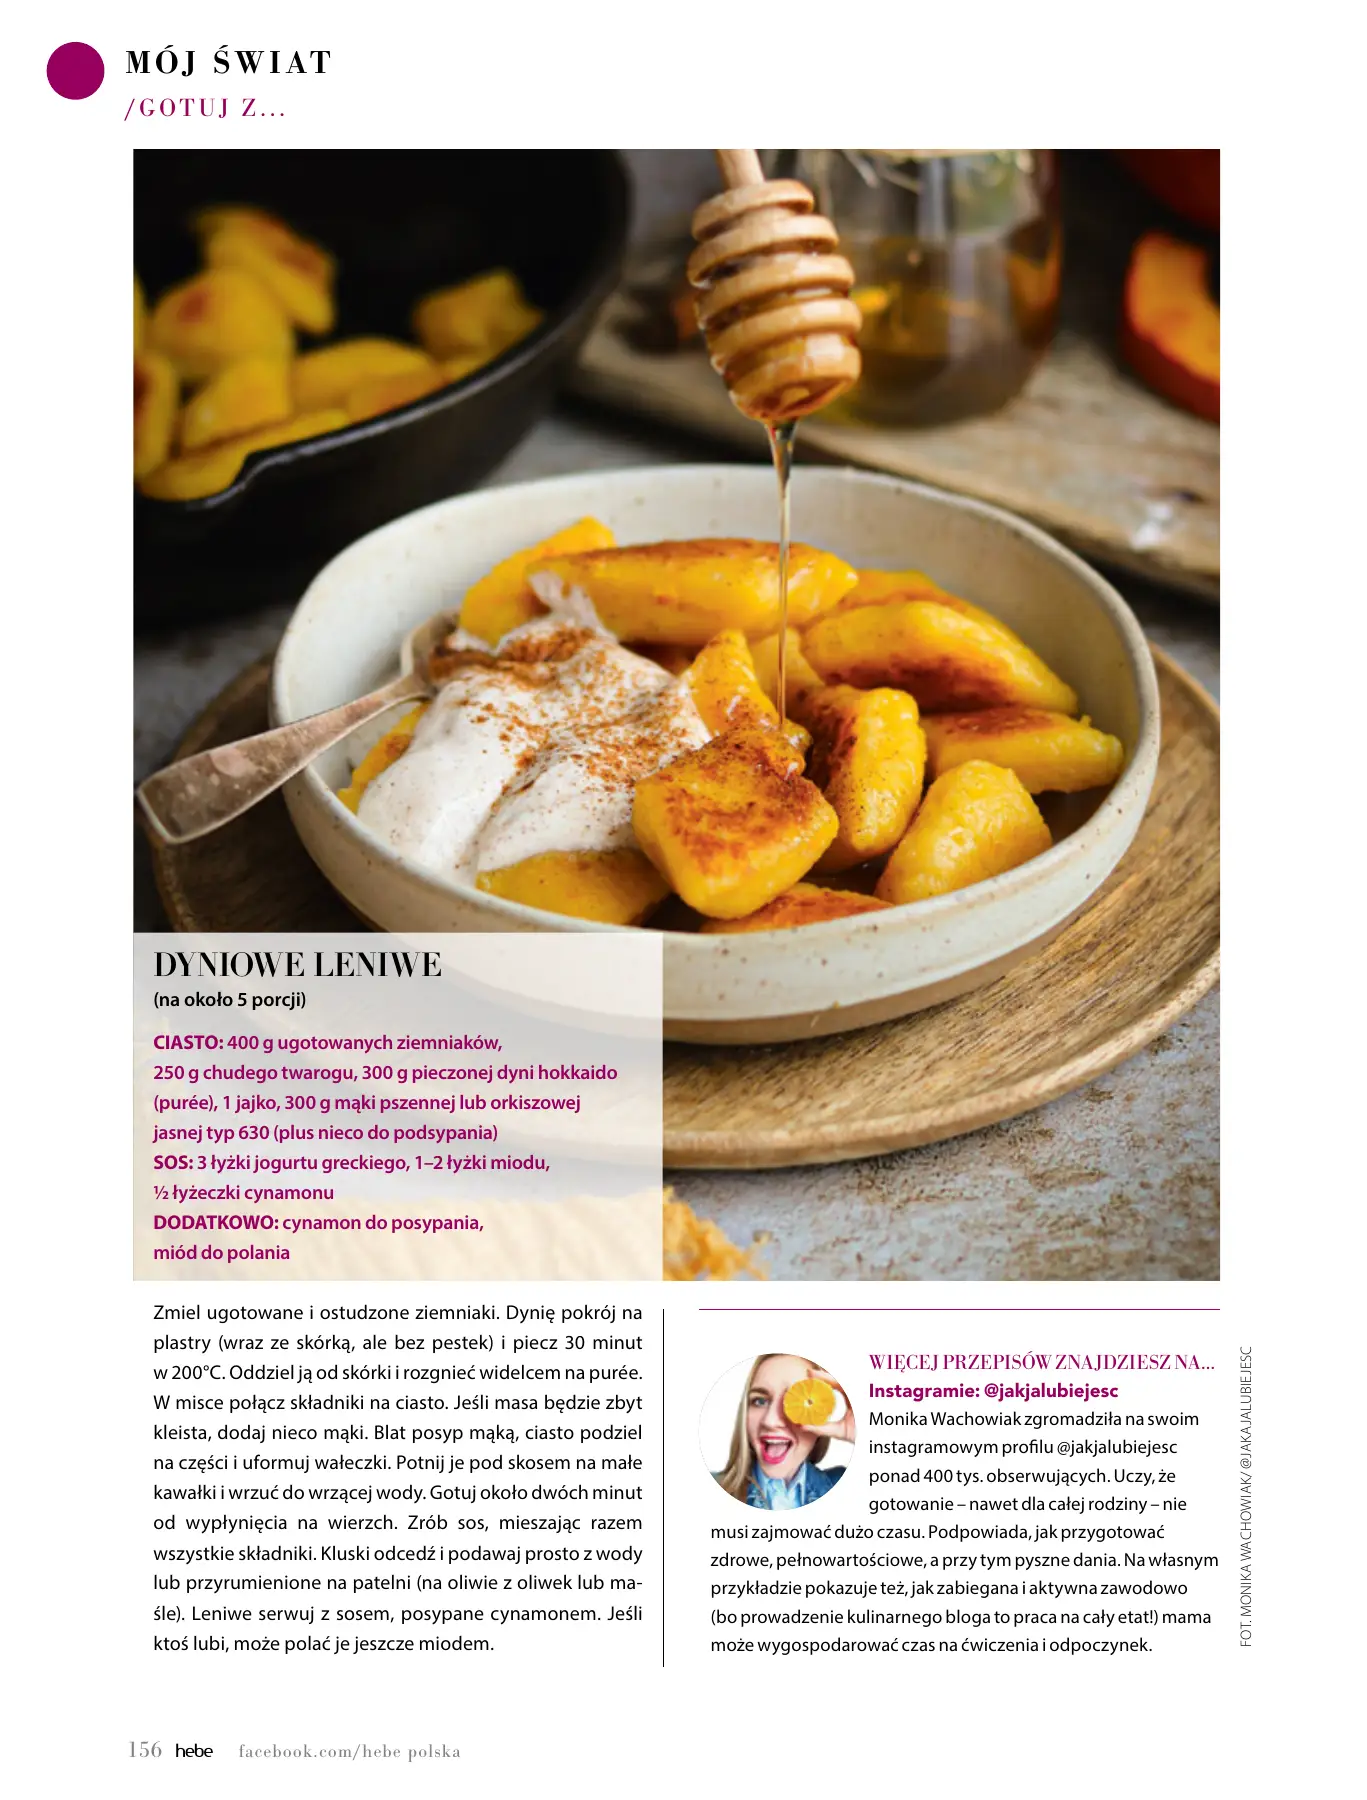 MÓJ ŚWIAT
/GOTUJ Z...
DYNIOWE LENIWE
(na około 5 porcji)
CIASTO: 400 g ugotowanych ziemniaków,
250 g chudego twarogu, 300 g pieczonej dyni hokkaido
(purée), 1 jajko, 300 g mąki pszennej lub orkiszowej
jasnej typ 630 (plus nieco do podsypania)
SOS: 3 łyżki jogurtu greckiego, 1–2 łyżki miodu,
½ łyżeczki cynamonu
DODATKOWO: cynamon do posypania,
miód do polania
Zmiel ugotowane i ostudzone ziemniaki. Dynię pokrój na
plastry (wraz ze skórką, ale bez pestek) i piecz 30 minut
w 200°C. Oddziel ją od skórki i rozgnieć widelcem na purée.
W misce połącz składniki na ciasto. Jeśli masa będzie zbyt
kleista, dodaj nieco mąki. Blat posyp mąką, ciasto podziel
na części i uformuj wałeczki. Potnij je pod skosem na małe
kawałki i wrzuć do wrzącej wody. Gotuj około dwóch minut
od wypłynięcia na wierzch. Zrób sos, mieszając razem
wszystkie składniki. Kluski odcedź i podawaj prosto z wody
lub przyrumienione na patelni (na oliwie z oliwek lub ma-
śle). Leniwe serwuj z sosem, posypane cynamonem. Jeśli
ktoś lubi, może polać je jeszcze miodem.
WIĘCEJ PRZEPISÓW ZNAJDZIESZ NA...
Instagramie: @jakjalubiejesc
Monika Wachowiak zgromadziła na swoim
instagramowym profilu @jakjalubiejesc
ponad 400 tys. obserwujących. Uczy, że
gotowanie – nawet dla całej rodziny – nie
musi zajmować dużo czasu. Podpowiada, jak przygotować
zdrowe, pełnowartościowe, a przy tym pyszne dania. Na własnym
przykładzie pokazuje też, jak zabiegana i aktywna zawodowo
(bo prowadzenie kulinarnego bloga to praca na cały etat!) mama
może wygospodarować czas na ćwiczenia i odpoczynek.
FOT. MONIKA WACHOWIAK/ @JAKAJALUBIEJESC
156 hebe facebook.com/hebe polska